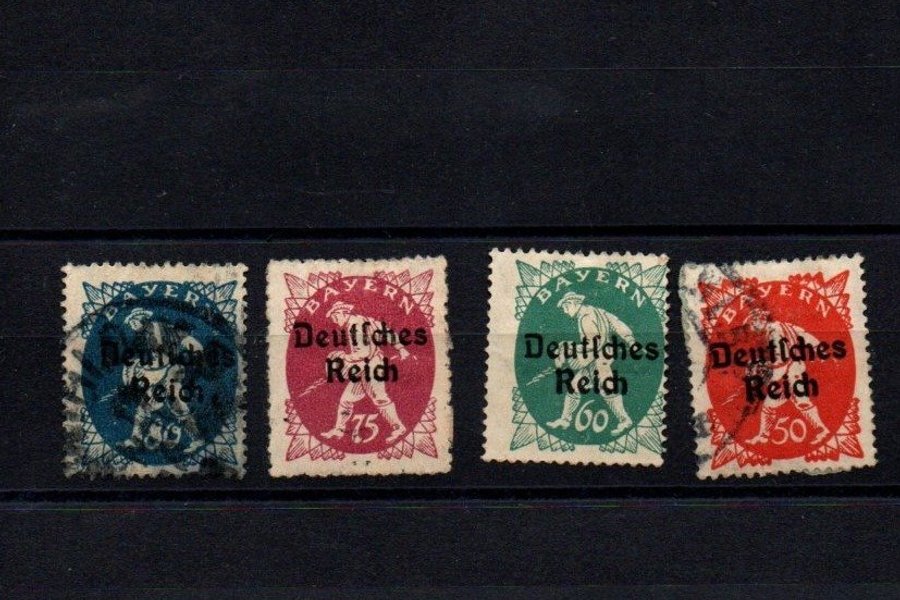 BAYERN
Deutſches
Reich
BAYERN
Deutſches
Reich
75
BAYERN
Deutſches
Reich
60
BAYERN
Deutſches
Reich
50